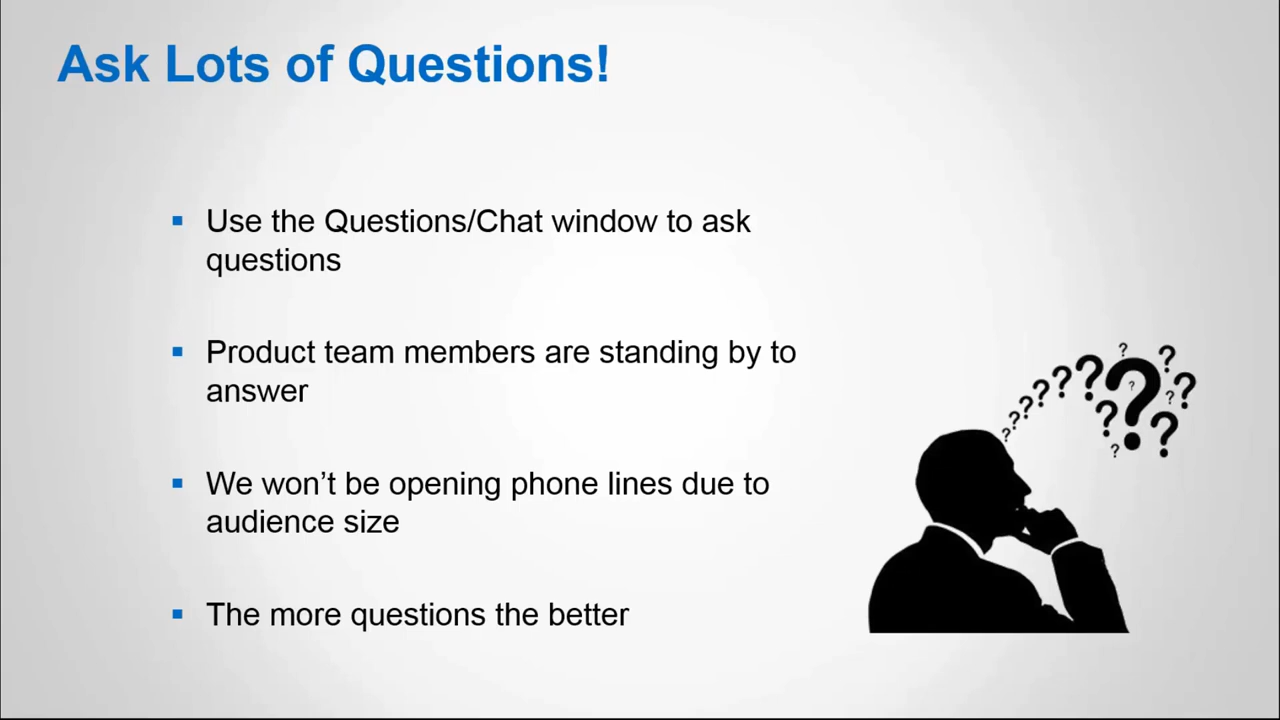 Ask Lots of Questions!
Use the Questions/Chat window to ask
questions
Product team members are standing by to
answer
We won’t be opening phone lines due to
audience size
The more questions the better